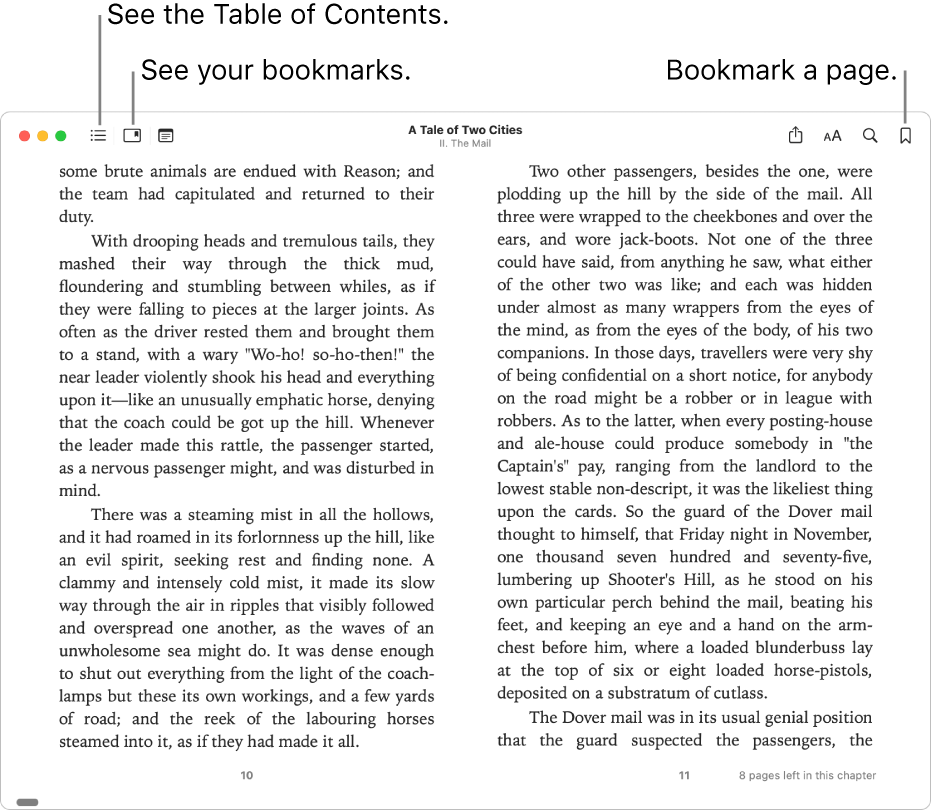 See the Table of Contents.
See your bookmarks.
Bookmark a page.
A Tale of Two Cities
II. The Mail
AA
some brute animals are endued with Reason; and
the team had capitulated and returned to their
duty.
With drooping heads and tremulous tails, they
mashed their way through the thick mud,
floundering and stumbling between whiles, as if
they were falling to pieces at the larger joints. As
often as the driver rested them and brought them
to a stand, with a wary "Wo-ho! so-ho-then!" the
near leader violently shook his head and everything
upon it—like an unusually emphatic horse, denying
that the coach could be got up the hill. Whenever
the leader made this rattle, the passenger started,
as a nervous passenger might, and was disturbed in
mind.
There was a steaming mist in all the hollows,
and it had roamed in its forlornness up the hill, like
an evil spirit, seeking rest and finding none. A
clammy and intensely cold mist, it made its slow
way through the air in ripples that visibly followed
and overspread one another, as the waves of an
unwholesome sea might do. It was dense enough
to shut out everything from the light of the coach-
lamps but these its own workings, and a few yards
of road; and the reek of the labouring horses
steamed into it, as if they had made it all.
10
Two other passengers, besides the one, were
plodding up the hill by the side of the mail. All
three were wrapped to the cheekbones and over the
ears, and wore jack-boots. Not one of the three
could have said, from anything he saw, what either
of the other two was like; and each was hidden
under almost as many wrappers from the eyes of
the mind, as from the eyes of the body, of his two
companions. In those days, travellers were very shy
of being confidential on a short notice, for anybody
on the road might be a robber or in league with
robbers. As to the latter, when every posting-house
and ale-house could produce somebody in "the
Captain's" pay, ranging from the landlord to the
lowest stable non-descript, it was the likeliest thing
upon the cards. So the guard of the Dover mail
thought to himself, that Friday night in November,
one thousand seven hundred and seventy-five,
lumbering up Shooter's Hill, as he stood on his
own particular perch behind the mail, beating his
feet, and keeping an eye and a hand on the arm-
chest before him, where a loaded blunderbuss lay
at the top of six or eight loaded horse-pistols,
deposited on a substratum of cutlass.
The Dover mail was in its usual genial position
that the guard suspected the passengers, the
11
8 pages left in this chapter